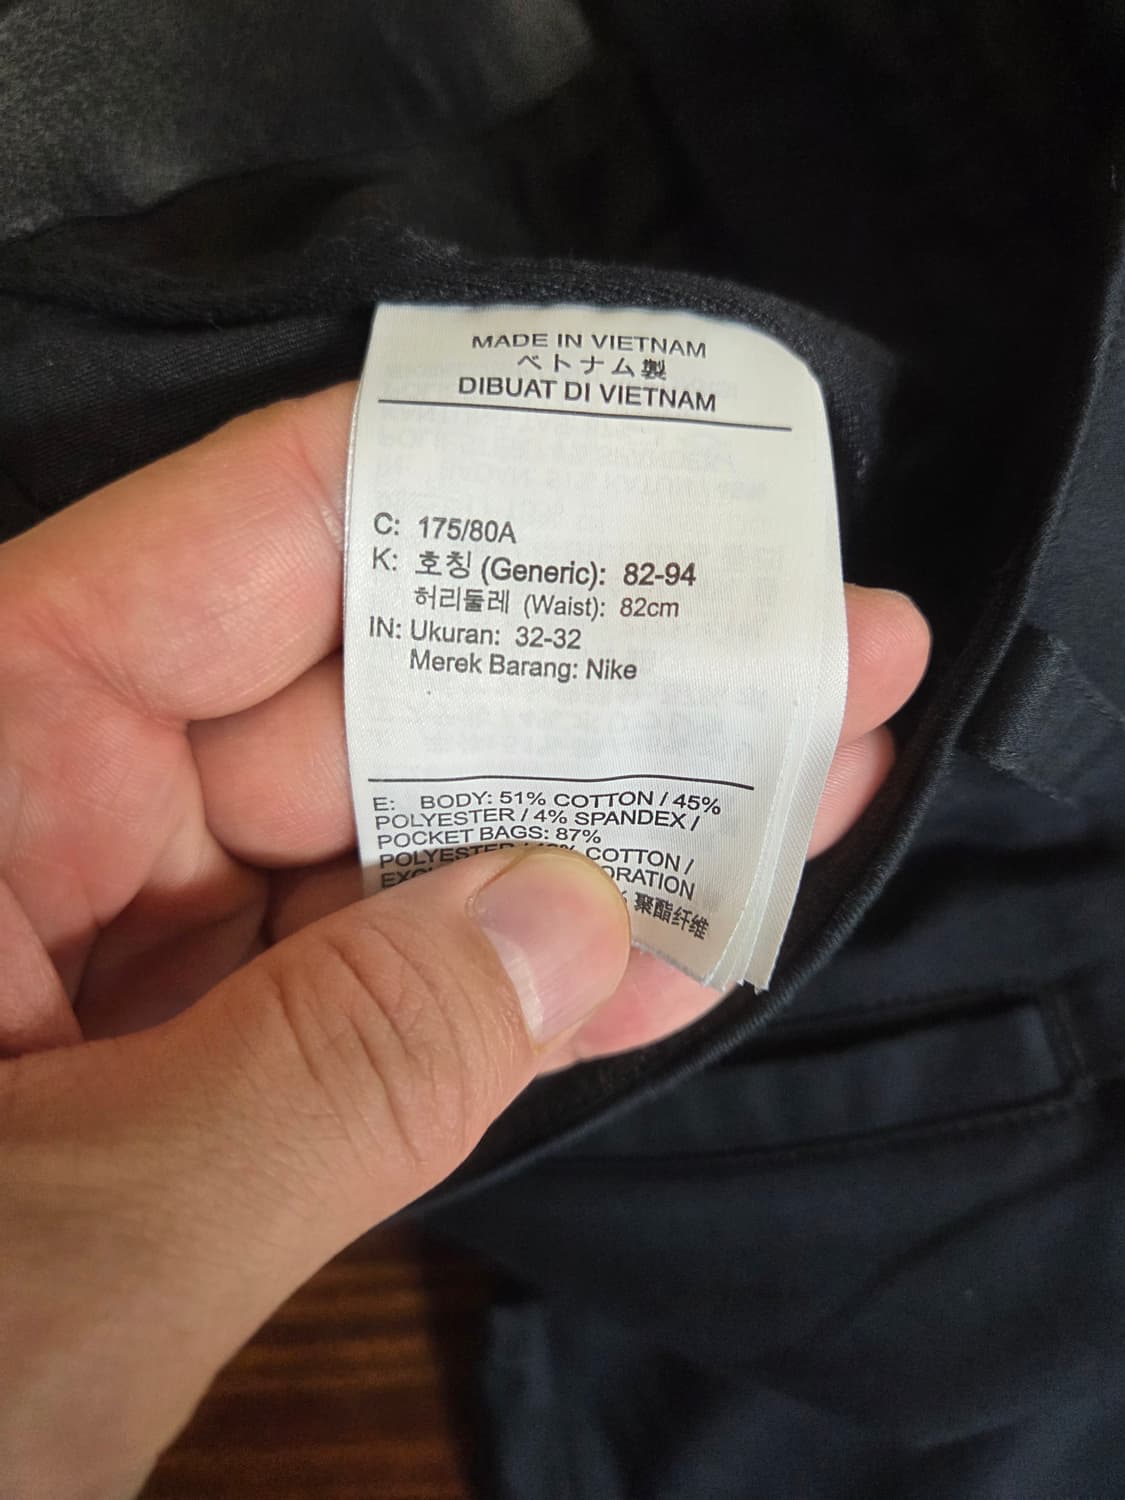 MADE IN VIETNAM
ベトナム製
DIBUAT DI VIETNAM
C: 175/80A
K: 호칭 (Generic): 82-94
허리둘레 (Waist): 82cm
IN: Ukuran: 32-32
Merek Barang: Nike
E: BODY: 51% COTTON / 45%
POLYESTER / 4% SPANDEX /
POCKET BAGS: 87%
POLYESTER / COTTON /
% 聚酯纤维